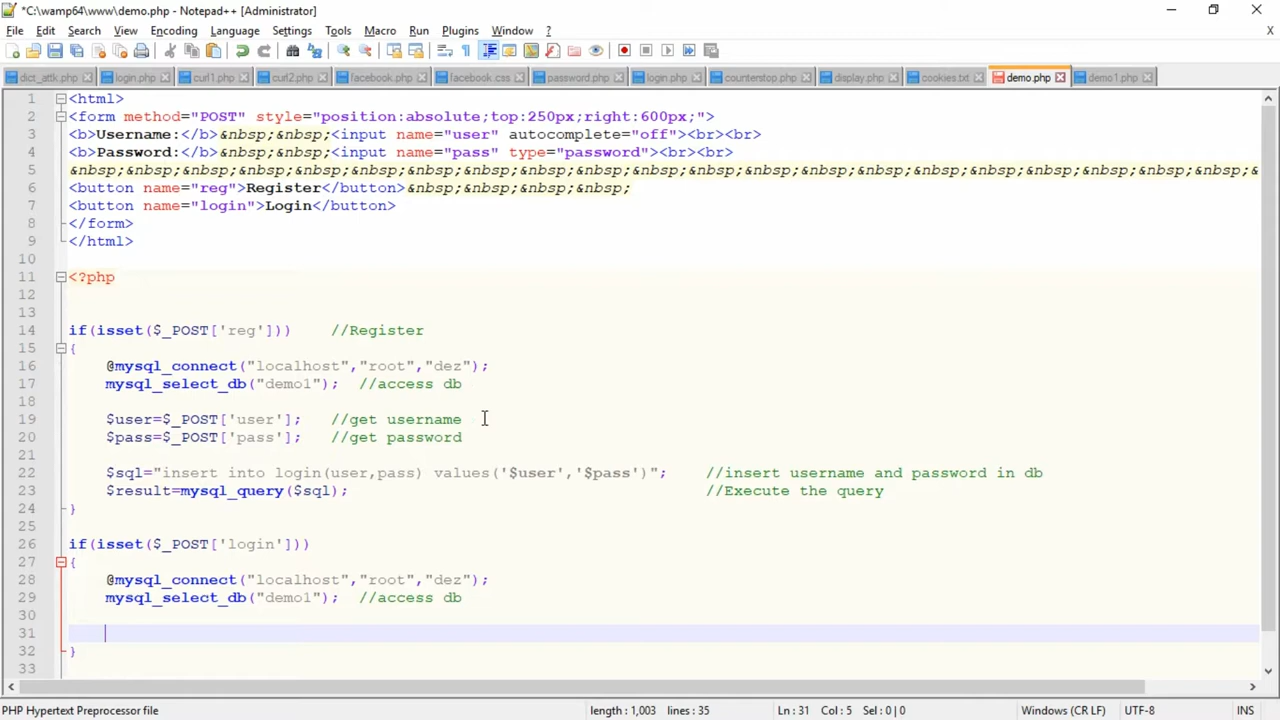 *C:\wamp64\www\demo.php - Notepad++ [Administrator]
File Edit Search View Encoding Language Settings Tools Macro Run Plugins Window ? X
dict_attk.php login.php curl1.php curl2.php facebook.php facebook.css password.php login.php counterstop.php display.php cookies.txt demo.php demo1.php
1 <html>
2 <form method="POST" style="position:absolute;top:250px;right:600px;">
3 <b>Username:</b>&nbsp;&nbsp;<input name="user" autocomplete="off"><br><br>
4 <b>Password:</b>&nbsp;&nbsp;<input name="pass" type="password"><br><br>
5 &nbsp;&nbsp;&nbsp;&nbsp;&nbsp;&nbsp;&nbsp;&nbsp;&nbsp;&nbsp;&nbsp;&nbsp;&nbsp;&nbsp;&nbsp;&nbsp;&nbsp;&nbsp;&nbsp;&nbsp;&nbsp;&
6 <button name="reg">Register</button>&nbsp;&nbsp;&nbsp;&nbsp;
7 <button name="login">Login</button>
8 </form>
9 </html>
10
11 <?php
12
13
14 if(isset($_POST['reg'])) //Register
15 {
16 @mysql_connect("localhost","root","dez");
17 mysql_select_db("demo1"); //access db
18
19 $user=$_POST['user']; //get username
20 $pass=$_POST['pass']; //get password
21
22 $sql="insert into login(user,pass) values('$user','$pass')"; //insert username and password in db
23 $result=mysql_query($sql); //Execute the query
24 }
25
26 if(isset($_POST['login']))
27 {
28 @mysql_connect("localhost","root","dez");
29 mysql_select_db("demo1"); //access db
30
31
32 }
33
PHP Hypertext Preprocessor file length : 1,003 lines : 35 Ln : 31 Col : 5 Sel : 0 | 0 Windows (CR LF) UTF-8 INS